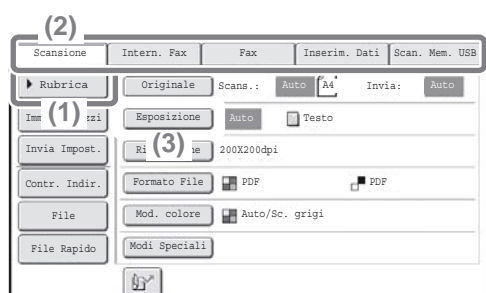 (2)
Scansione Intern. Fax Fax Inserim. Dati Scan. Mem. USB
Rubrica Originale Scans.: Auto A4 Invia: Auto
(1) Esposizione Auto Testo
Invia Impost. (3) 200X200dpi
Contr. Indir. Formato File PDF PDF
File Mod. colore Auto/Sc. grigi
File Rapido Modi Speciali